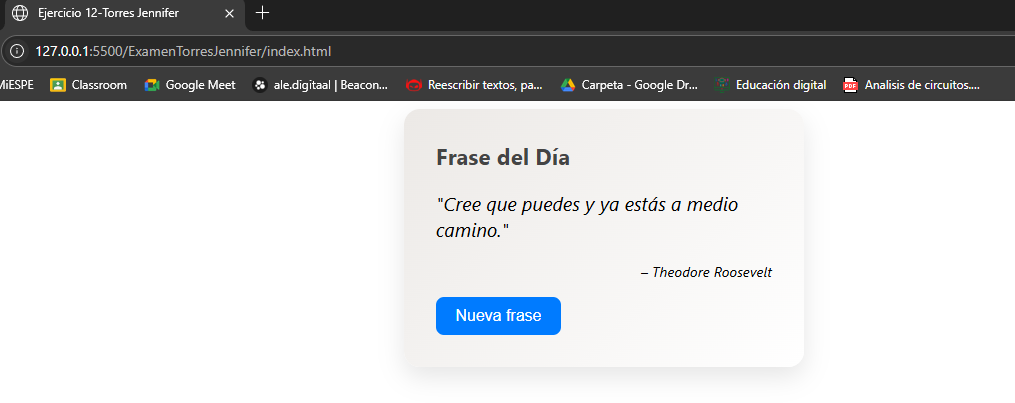 Ejercicio 12-Torres Jennifer
127.0.0.1:5500/ExamenTorresJennifer/index.html
MiESPE Classroom Google Meet ale.digitaal | Beacon... Reescribir textos, pa... Carpeta - Google Dr... Educación digital PDF Analisis de circuitos....
Frase del Día
"Cree que puedes y ya estás a medio
camino."
– Theodore Roosevelt
Nueva frase